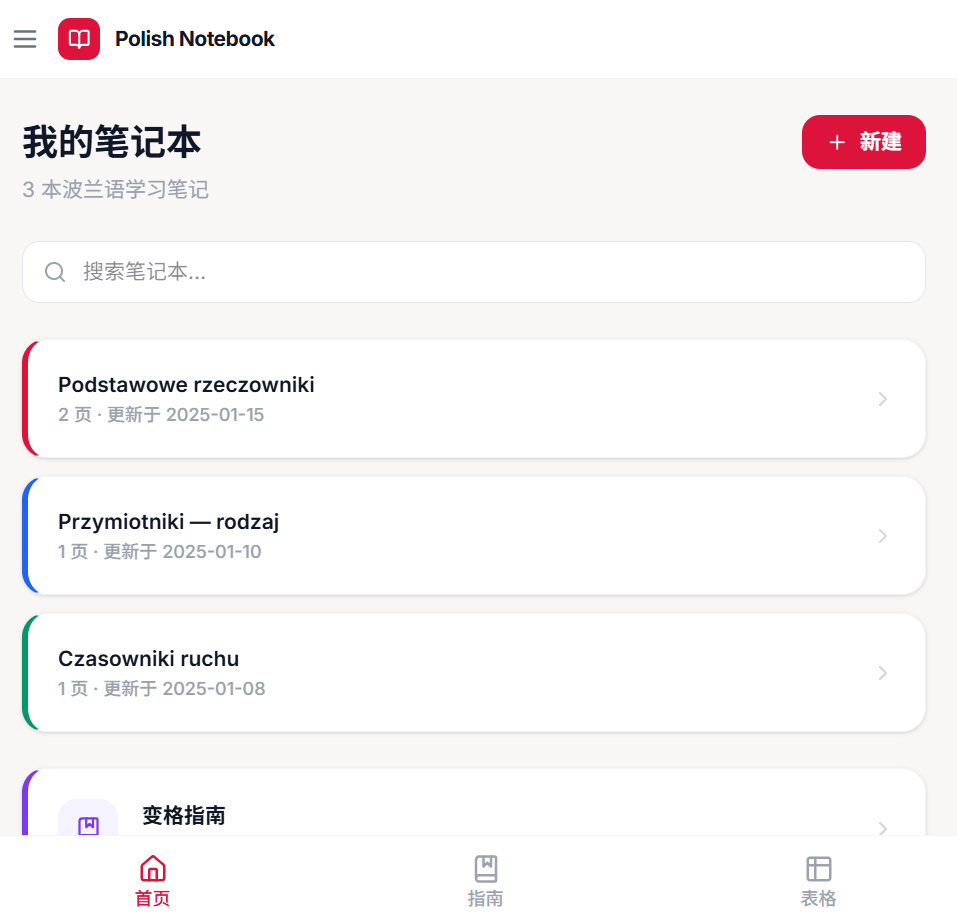 Polish Notebook
我的笔记本
新建
3 本波兰语学习笔记
搜索笔记本...
Podstawowe rzeczowniki
2 页 · 更新于 2025-01-15
Przymiotniki — rodzaj
1 页 · 更新于 2025-01-10
Czasowniki ruchu
1 页 · 更新于 2025-01-08
变格指南
首页
指南
表格